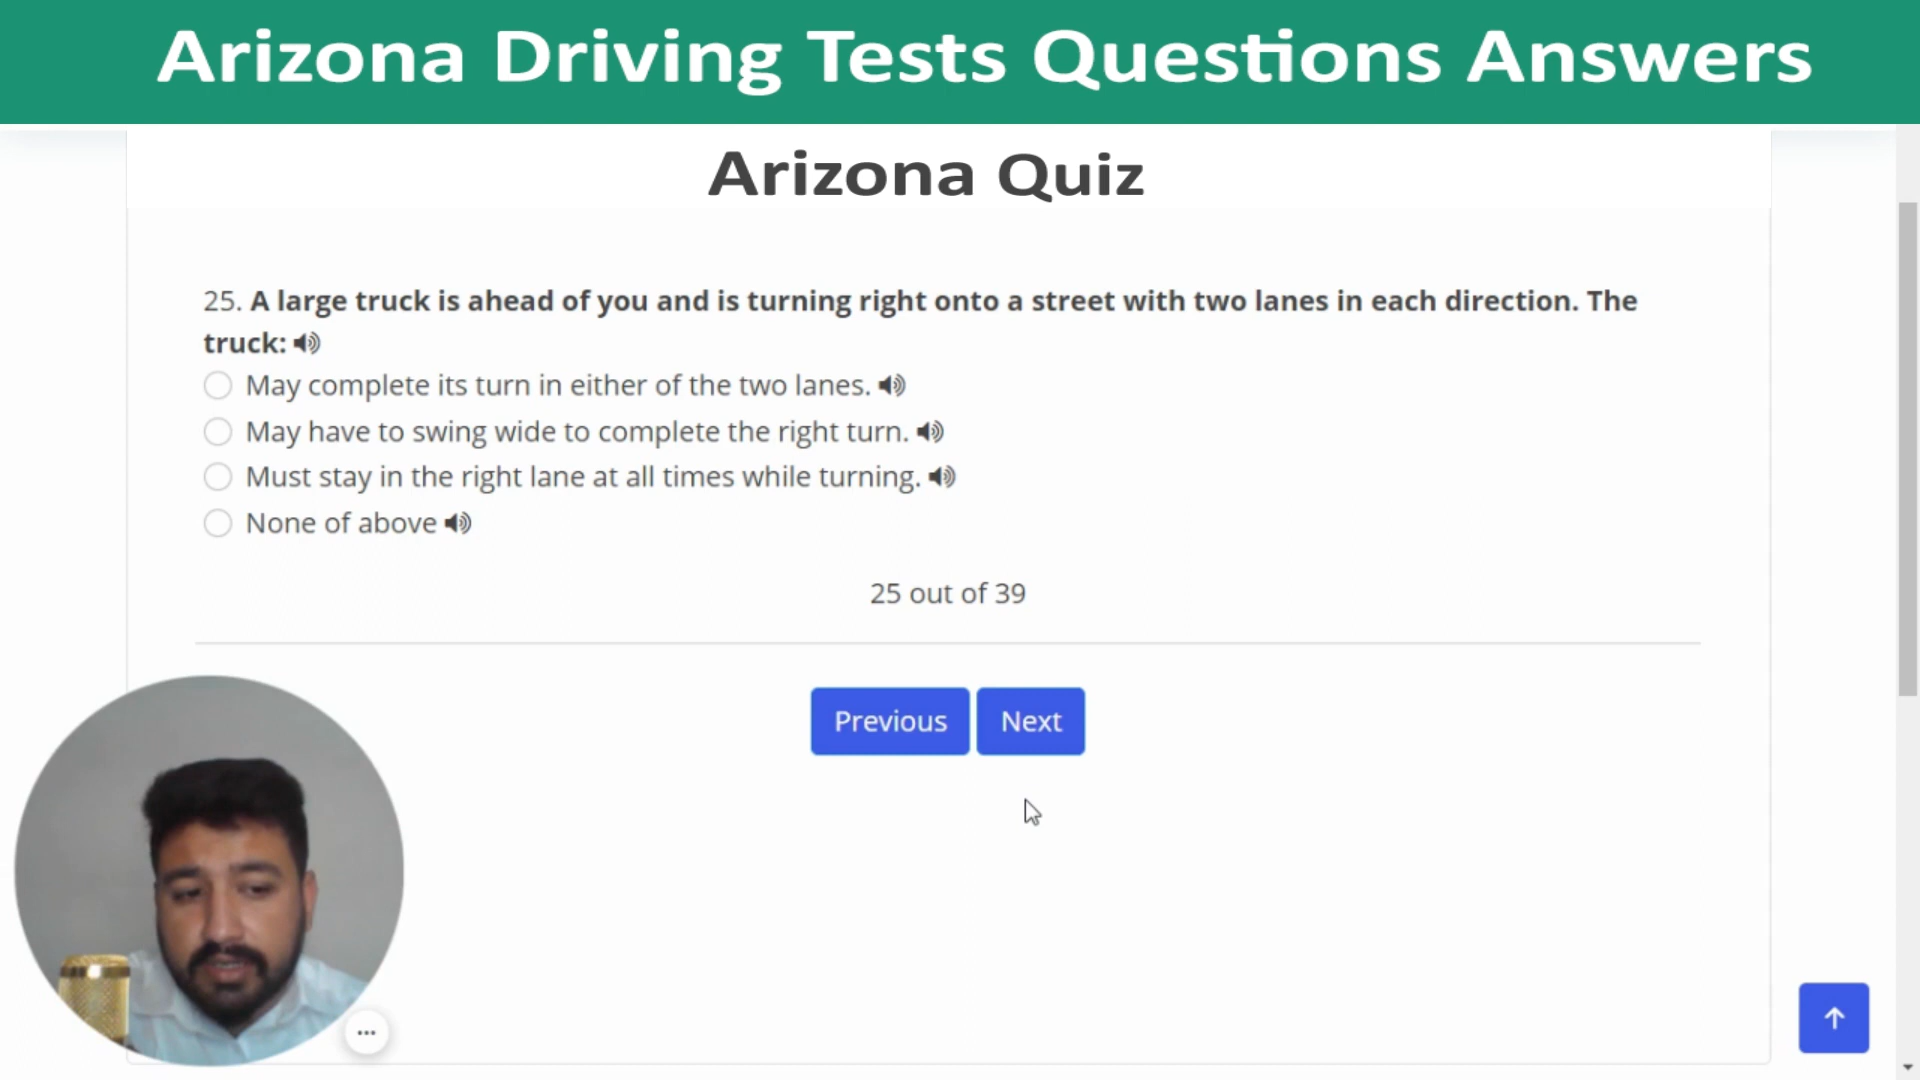 Arizona Driving Tests Questions Answers
Arizona Quiz
25. A large truck is ahead of you and is turning right onto a street with two lanes in each direction. The
truck:
May complete its turn in either of the two lanes.
May have to swing wide to complete the right turn.
Must stay in the right lane at all times while turning.
None of above
25 out of 39
Previous Next